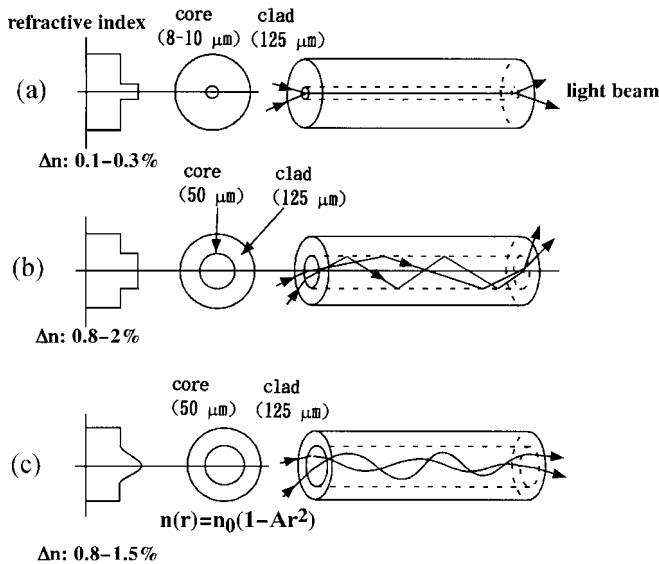 refractive index
core
(8-10 μm)
clad
(125 μm)
(a)
light beam
Δn: 0.1-0.3%
core
(50 μm)
clad
(125 μm)
(b)
Δn: 0.8-2%
core
(50 μm)
clad
(125 μm)
(c)
n(r)=n₀(1-Ar²)
Δn: 0.8-1.5%